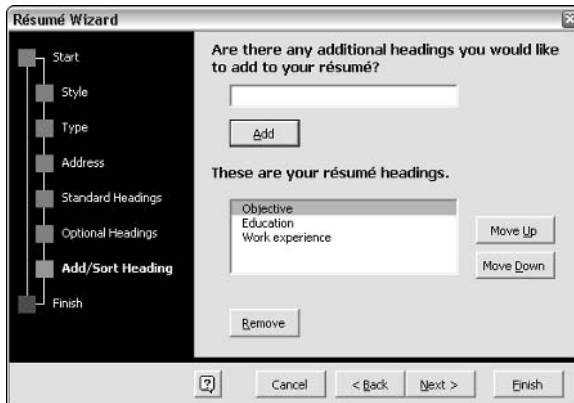 Résumé Wizard
Start
Style
Type
Address
Standard Headings
Optional Headings
Add/Sort Heading
Finish
Are there any additional headings you would like
to add to your résumé?
Add
These are your résumé headings.
Objective
Education
Work experience
Move Up
Move Down
Remove
?
Cancel
< Back
Next >
Finish